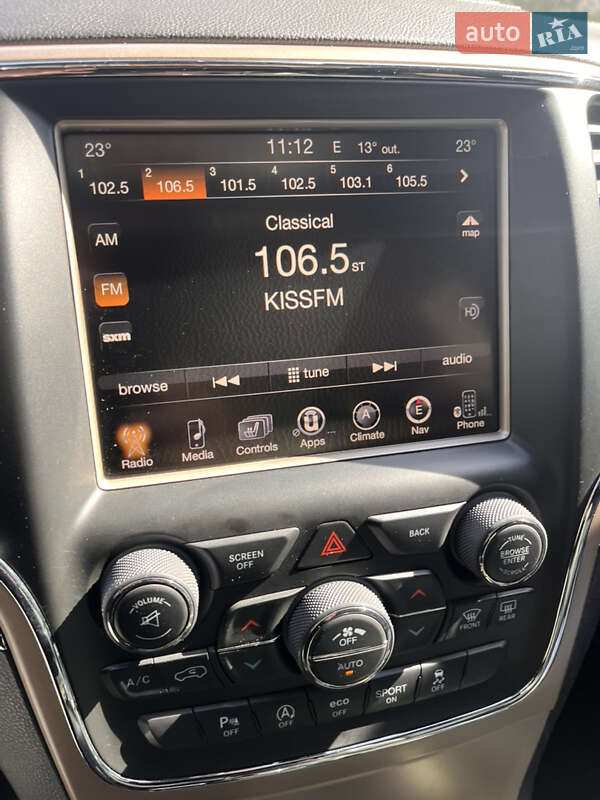 auto RIA
23° 11:12 E 13° out. 23°
1 102.5 2 106.5 3 101.5 4 102.5 5 103.1 6 105.5
AM Classical map
FM 106.5 ST
KISSFM HD
sxm
browse tune audio
Radio Media Controls Apps Climate Nav Phone
A E
SCREEN OFF BACK
VOLUME
TUNE
BROWSE
ENTER
SCROLL
OFF
AUTO
FRONT REAR
A/C
P OFF A OFF eco OFF SPORT ON OFF